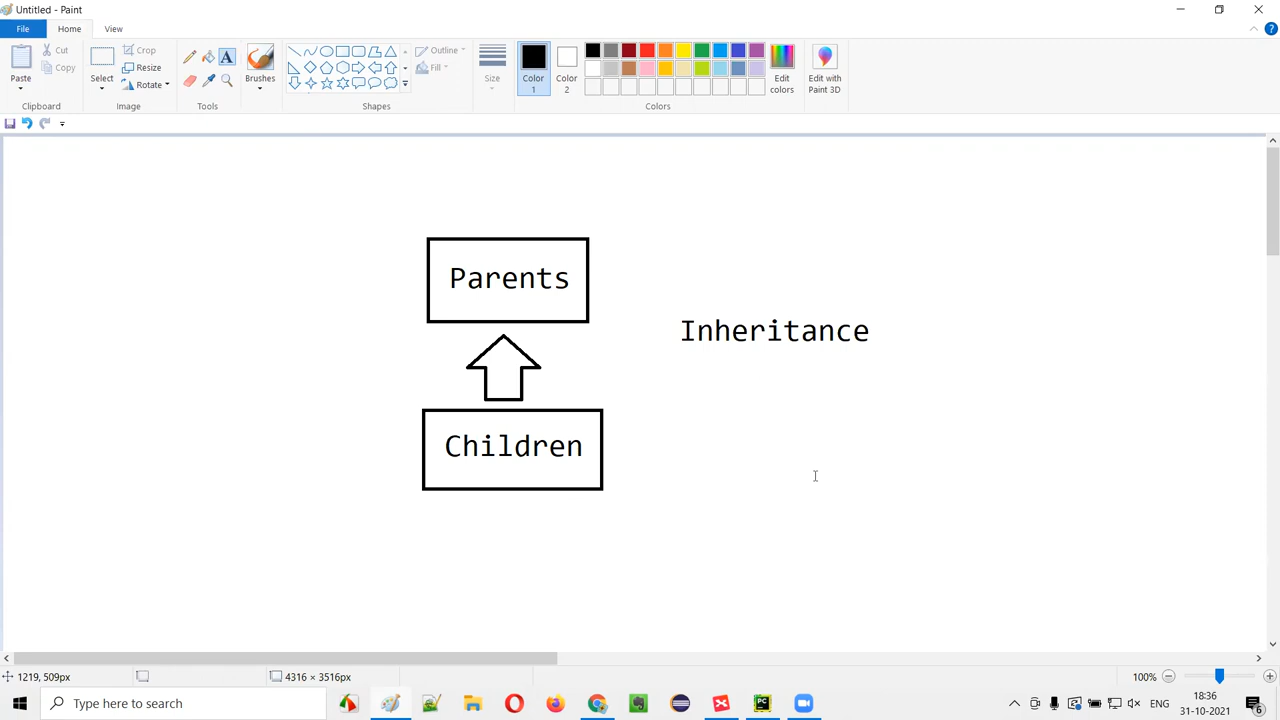 Untitled - Paint
File
Home
View
Paste
Cut
Copy
Clipboard
Select
Crop
Resize
Rotate
Image
Tools
Brushes
Shapes
Outline
Fill
Size
Color
1
Color
2
Edit
colors
Colors
Edit with
Paint 3D
Parents
Inheritance
Children
1219, 509px
4316 × 3516px
100%
Type here to search
ENG
18:36
31-10-2021
6